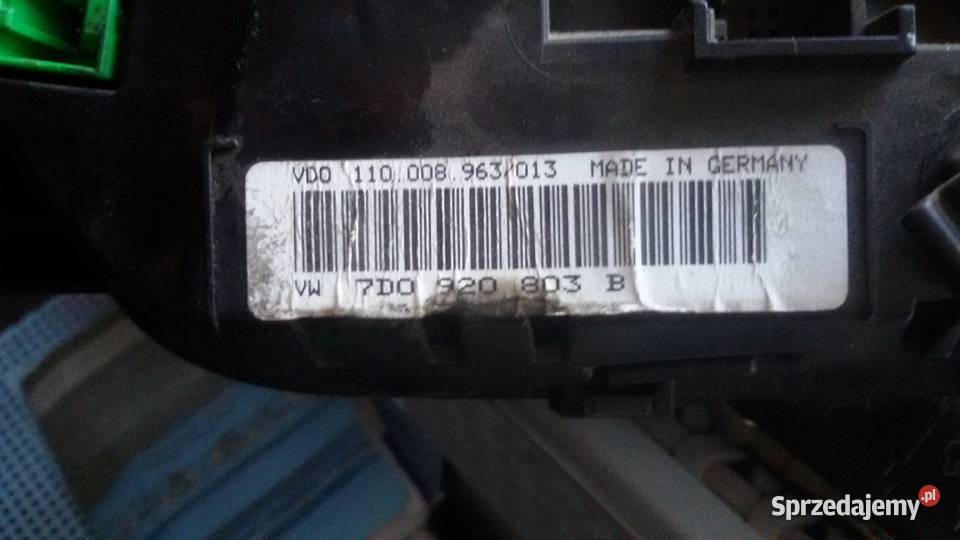 VDO 110.008.963/013 MADE IN GERMANY
VW 7D0 920 803 B
Sprzedajemy.pl